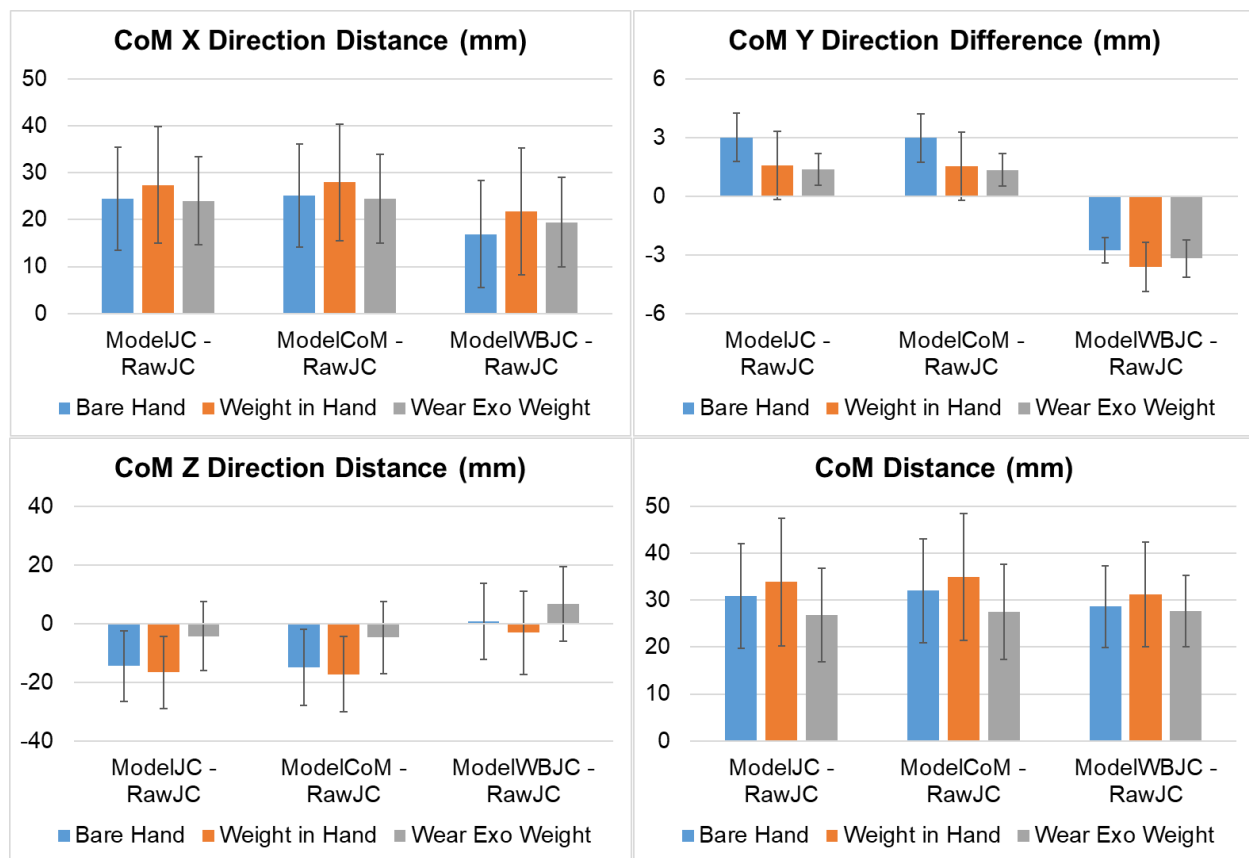 CoM X Direction Distance (mm)
50
40
30
20
10
0
ModelJC - RawJC
ModelCoM - RawJC
ModelWBJC - RawJC
Bare Hand Weight in Hand Wear Exo Weight
CoM Y Direction Difference (mm)
6
3
0
-3
-6
ModelJC - RawJC
ModelCoM - RawJC
ModelWBJC - RawJC
Bare Hand Weight in Hand Wear Exo Weight
CoM Z Direction Distance (mm)
40
20
0
-20
-40
ModelJC - RawJC
ModelCoM - RawJC
ModelWBJC - RawJC
Bare Hand Weight in Hand Wear Exo Weight
CoM Distance (mm)
50
40
30
20
10
0
ModelJC - RawJC
ModelCoM - RawJC
ModelWBJC - RawJC
Bare Hand Weight in Hand Wear Exo Weight